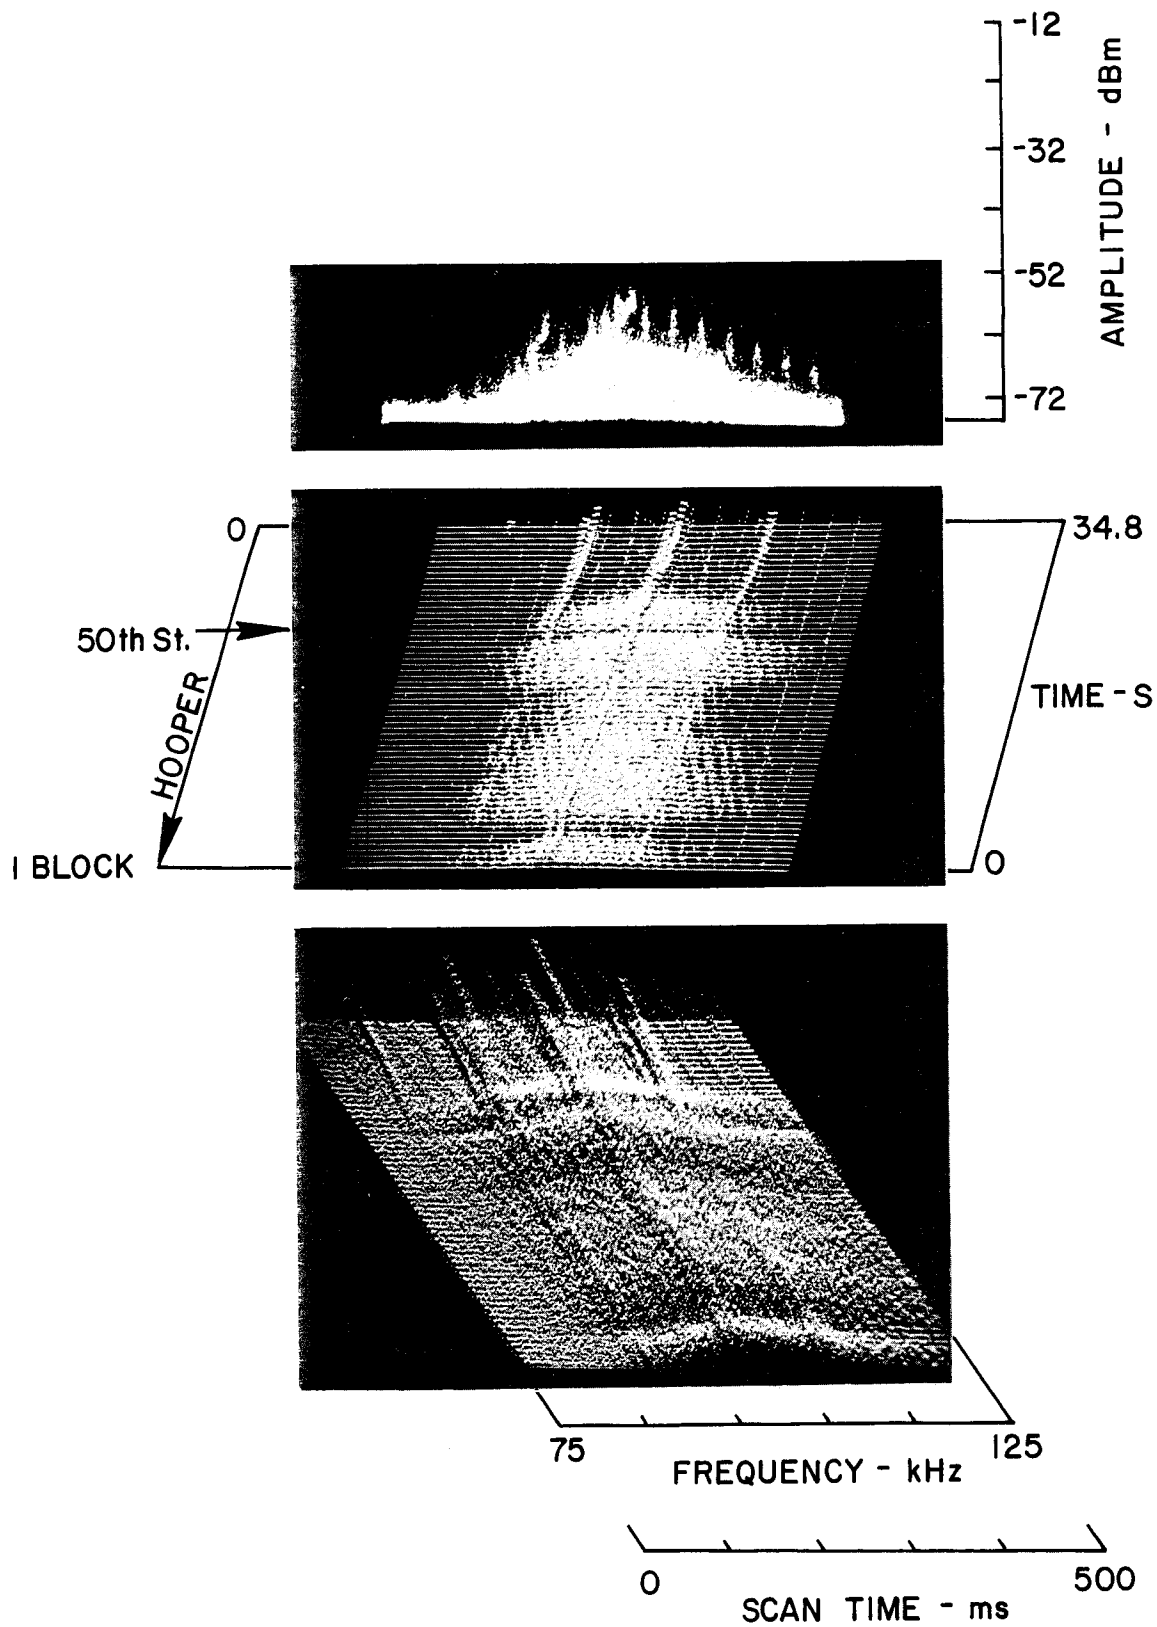 -12
-32
-52
-72
AMPLITUDE - dBm
0
50th St.
HOOPER
1 BLOCK
34.8
TIME - S
0
75
125
FREQUENCY - kHz
0
500
SCAN TIME - ms